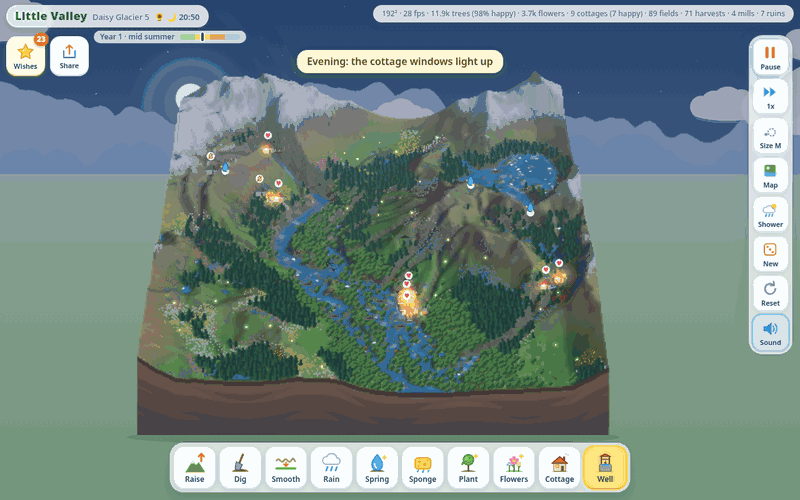 Little Valley Daisy Glacier 5 20:50
192² · 28 fps · 11.9k trees (98% happy) · 3.7k flowers · 9 cottages (7 happy) · 89 fields · 71 harvests · 4 mills · 7 ruins
Year 1 · mid summer
23
Wishes
Share
Evening: the cottage windows light up
Pause
1x
Size M
Map
Shower
New
Reset
Sound
Raise
Dig
Smooth
Rain
Spring
Sponge
Plant
Flowers
Cottage
Well